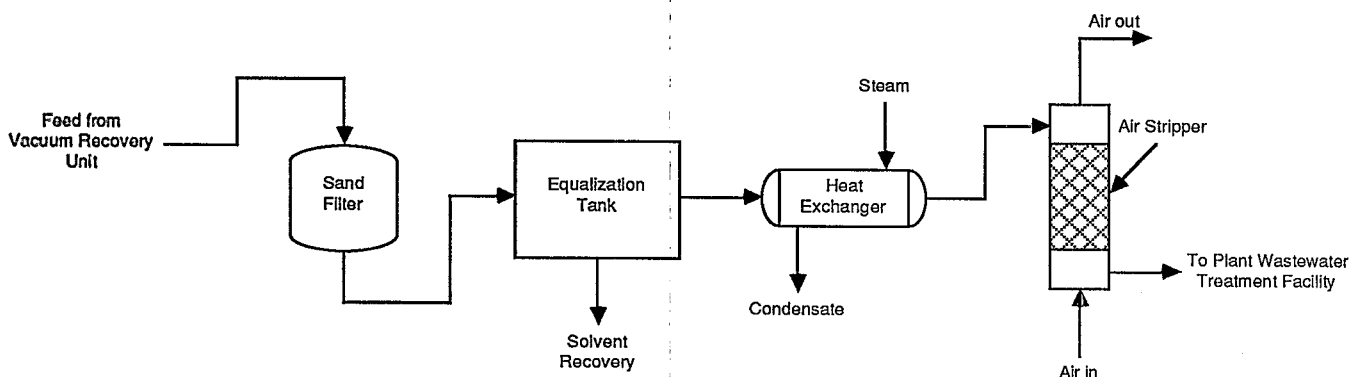 Air out
Steam
Feed from
Vacuum Recovery
Unit
Air Stripper
Sand
Filter
Equalization
Tank
Heat
Exchanger
To Plant Wastewater
Treatment Facility
Condensate
Solvent
Recovery
Air in